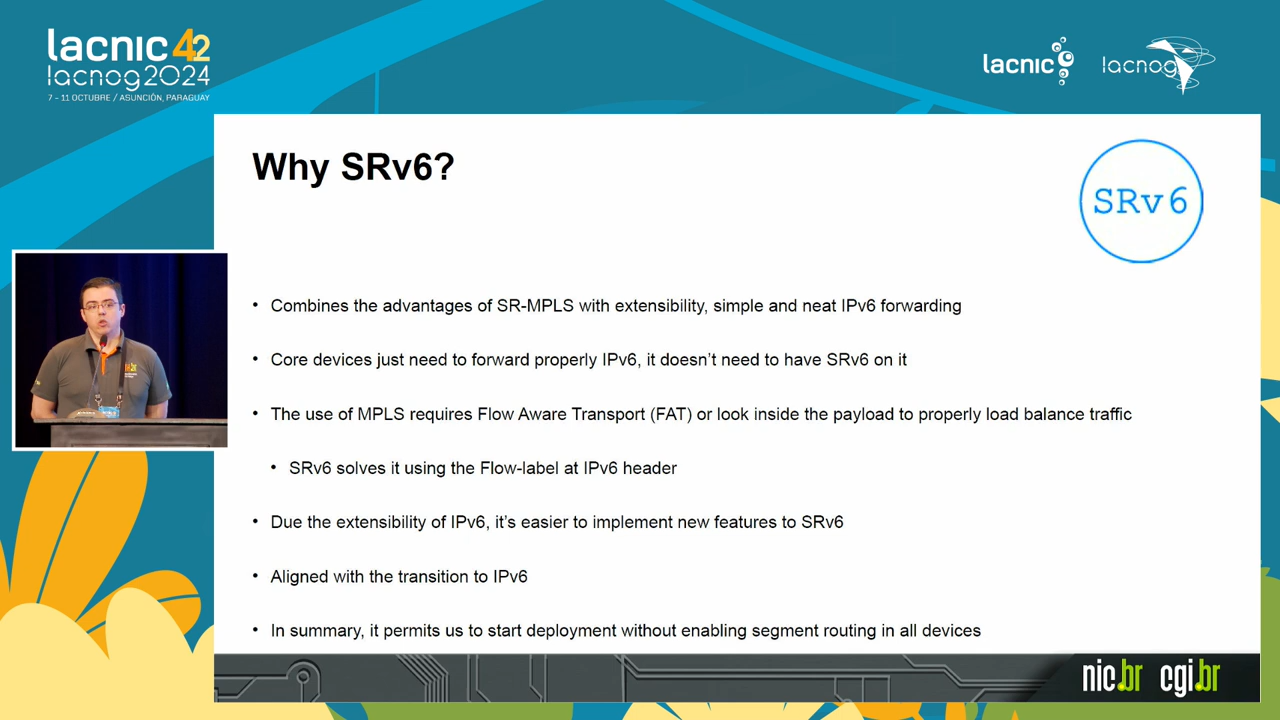 lacnic 42
lacnog2024
7 - 11 OCTUBRE / ASUNCIÓN, PARAGUAY
lacnic
lacnog
Why SRv6?
SRv6
• Combines the advantages of SR-MPLS with extensibility, simple and neat IPv6 forwarding
• Core devices just need to forward properly IPv6, it doesn't need to have SRv6 on it
• The use of MPLS requires Flow Aware Transport (FAT) or look inside the payload to properly load balance traffic
• SRv6 solves it using the Flow-label at IPv6 header
• Due the extensibility of IPv6, it's easier to implement new features to SRv6
• Aligned with the transition to IPv6
• In summary, it permits us to start deployment without enabling segment routing in all devices
nic.br cgi.br